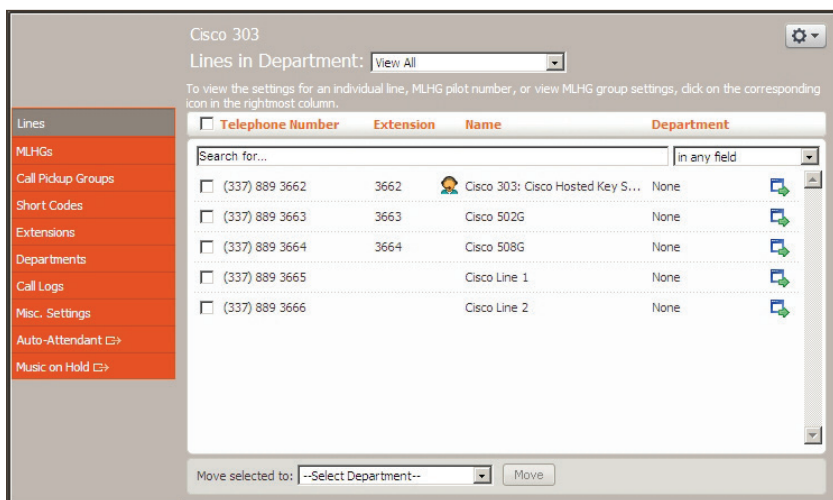 Cisco 303
Lines in Department: View All
To view the settings for an individual line, MLHG pilot number, or view MLHG group settings, click on the corresponding
icon in the rightmost column.
Lines
MLHGs
Call Pickup Groups
Short Codes
Extensions
Departments
Call Logs
Misc. Settings
Auto-Attendant
Music on Hold
Telephone Number Extension Name Department
Search for... in any field
(337) 889 3662 3662 Cisco 303: Cisco Hosted Key S... None
(337) 889 3663 3663 Cisco 502G None
(337) 889 3664 3664 Cisco 508G None
(337) 889 3665 Cisco Line 1 None
(337) 889 3666 Cisco Line 2 None
Move selected to: --Select Department-- Move